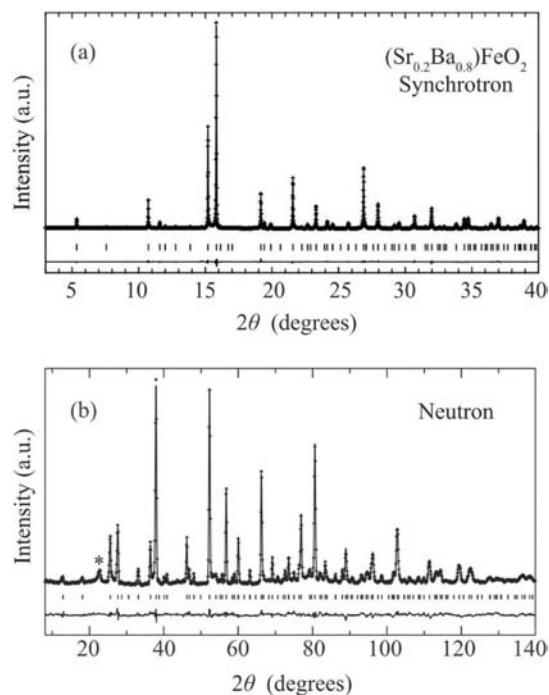 (a)
(Sr0.2Ba0.8)FeO2
Synchrotron
Intensity (a.u.)
5 10 15 20 25 30 35 40
2θ (degrees)
(b)
Neutron
*
Intensity (a.u.)
20 40 60 80 100 120 140
2θ (degrees)